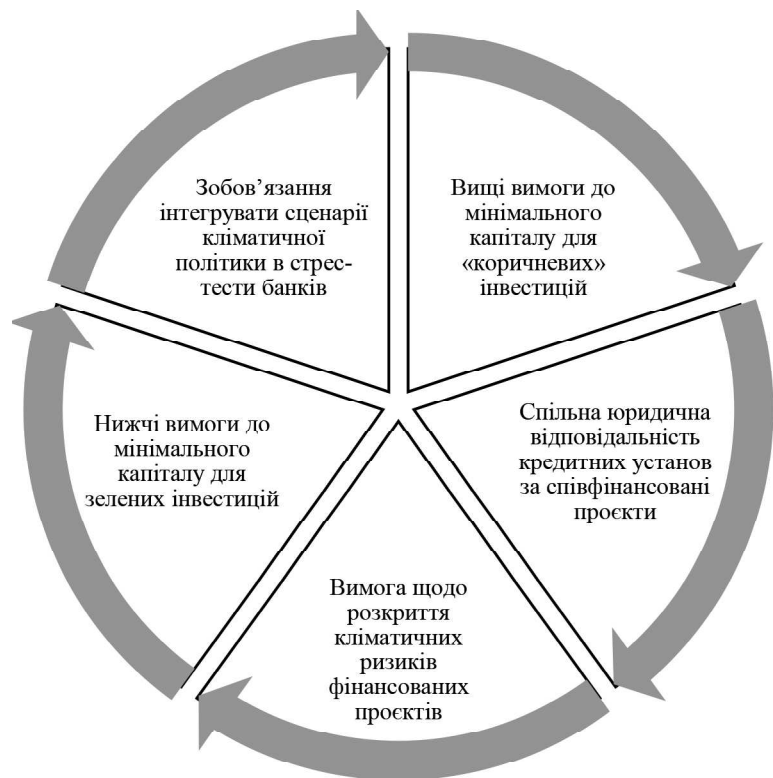 Зобов’язання
інтегрувати сценарії
кліматичної
політики в стрес-
тести банків
Вищі вимоги до
мінімального
капіталу для
«коричневих»
інвестицій
Спільна юридична
відповідальність
кредитних установ
за співфінансовані
проєкти
Вимога щодо
розкриття
кліматичних
ризиків
фінансованих
проєктів
Нижчі вимоги до
мінімального
капіталу для
зелених інвестицій